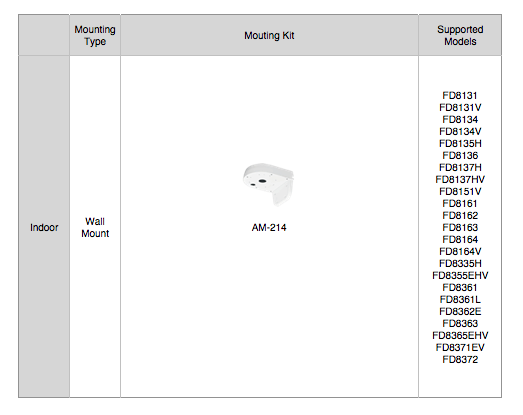 Mounting Type
Mouting Kit
Supported Models
Indoor
Wall Mount
AM-214
FD8131
FD8131V
FD8134
FD8134V
FD8135H
FD8136
FD8137H
FD8137HV
FD8151V
FD8161
FD8162
FD8163
FD8164
FD8164V
FD8335H
FD8355EHV
FD8361
FD8361L
FD8362E
FD8363
FD8365EHV
FD8371EV
FD8372